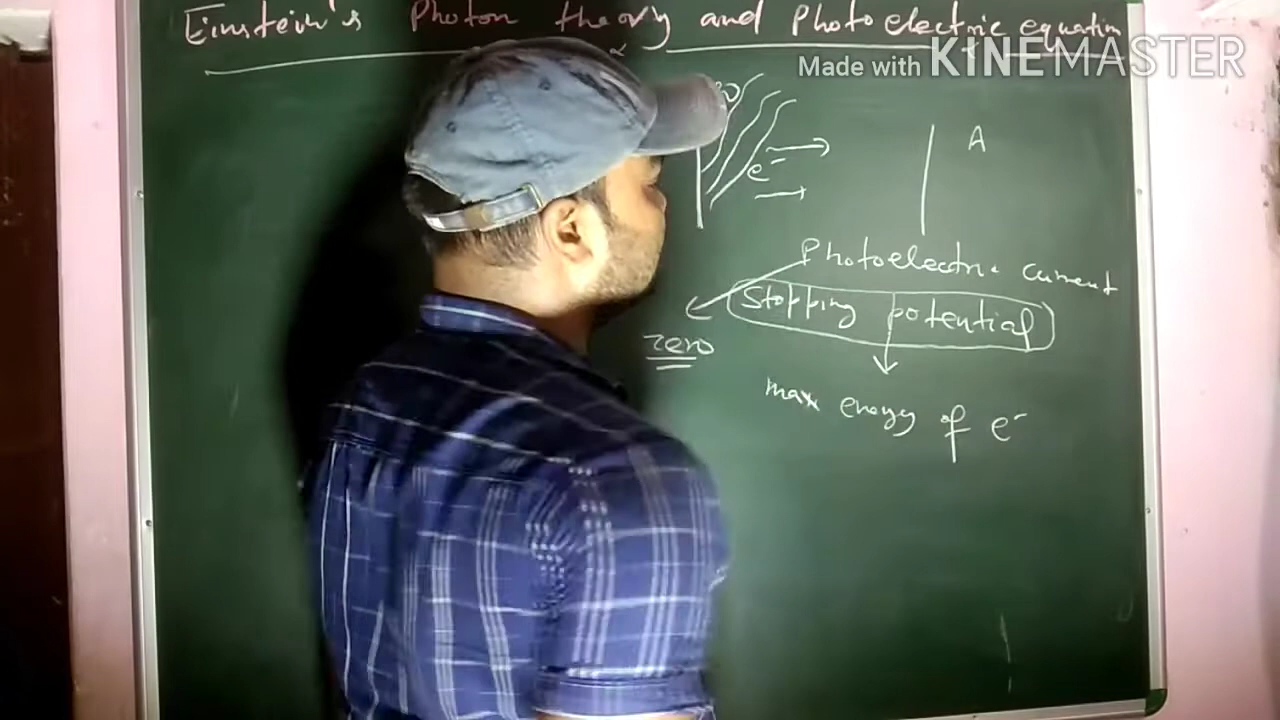 Einstein's Photon theory and Photoelectric equation
Made with KINEMASTER
A
e-
Photoelectric current
Stopping potential
zero
max energy of e-